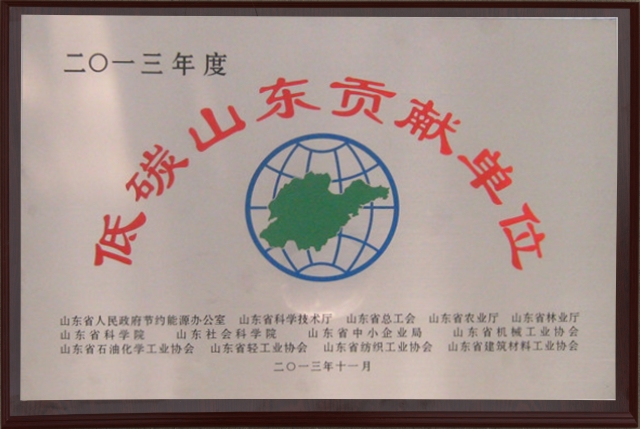 二〇一三年度
低碳山东贡献单位
山东省人民政府节约能源办公室 山东省科学技术厅 山东省总工会 山东省农业厅 山东省林业厅
山东省科学院 山东社会科学院 山东省中小企业局 山东省机械工业协会
山东省石油化学工业协会 山东省轻工业协会 山东省纺织工业协会 山东省建筑材料工业协会
二〇一三年十一月